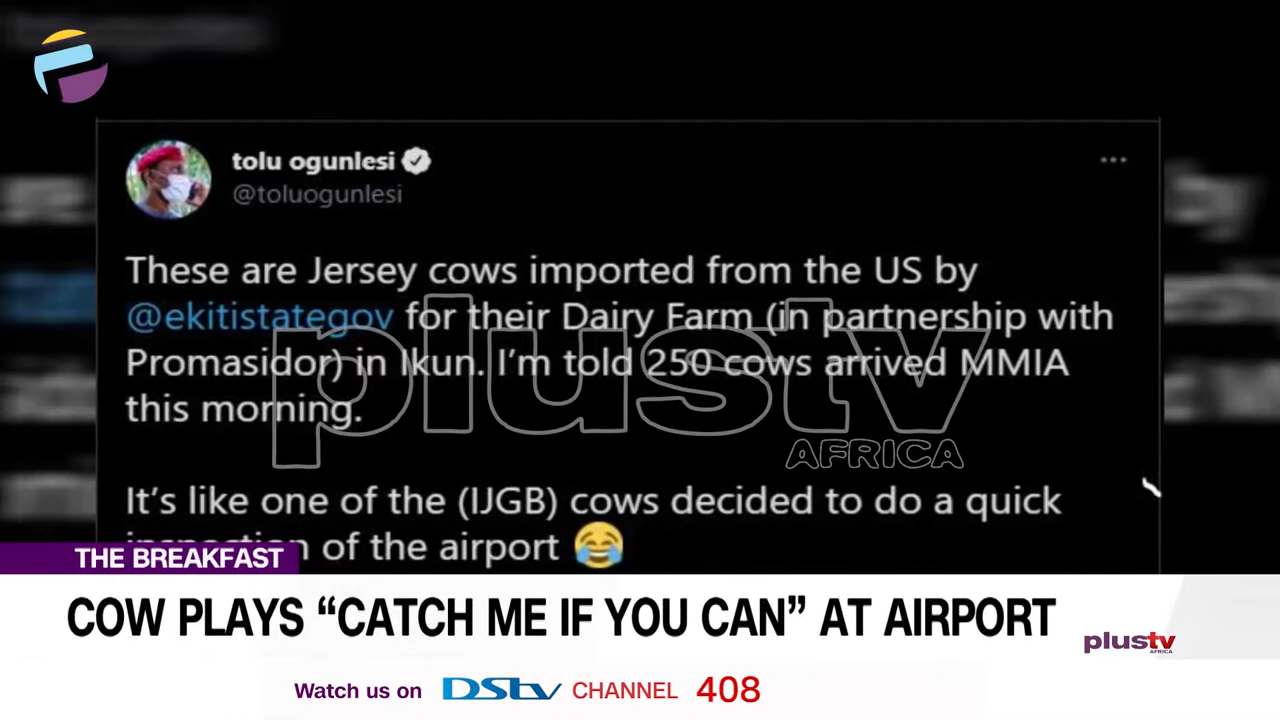 tolu ogunlesi
@toluogunlesi
These are Jersey cows imported from the US by
@ekitistategov for their Dairy Farm (in partnership with
Promasidor) in Ikun. I'm told 250 cows arrived MMIA
this morning.
plustv
AFRICA
It's like one of the (IJGB) cows decided to do a quick
inspection of the airport 😂
THE BREAKFAST
COW PLAYS “CATCH ME IF YOU CAN” AT AIRPORT
plustv
AFRICA
Watch us on DStv CHANNEL 408